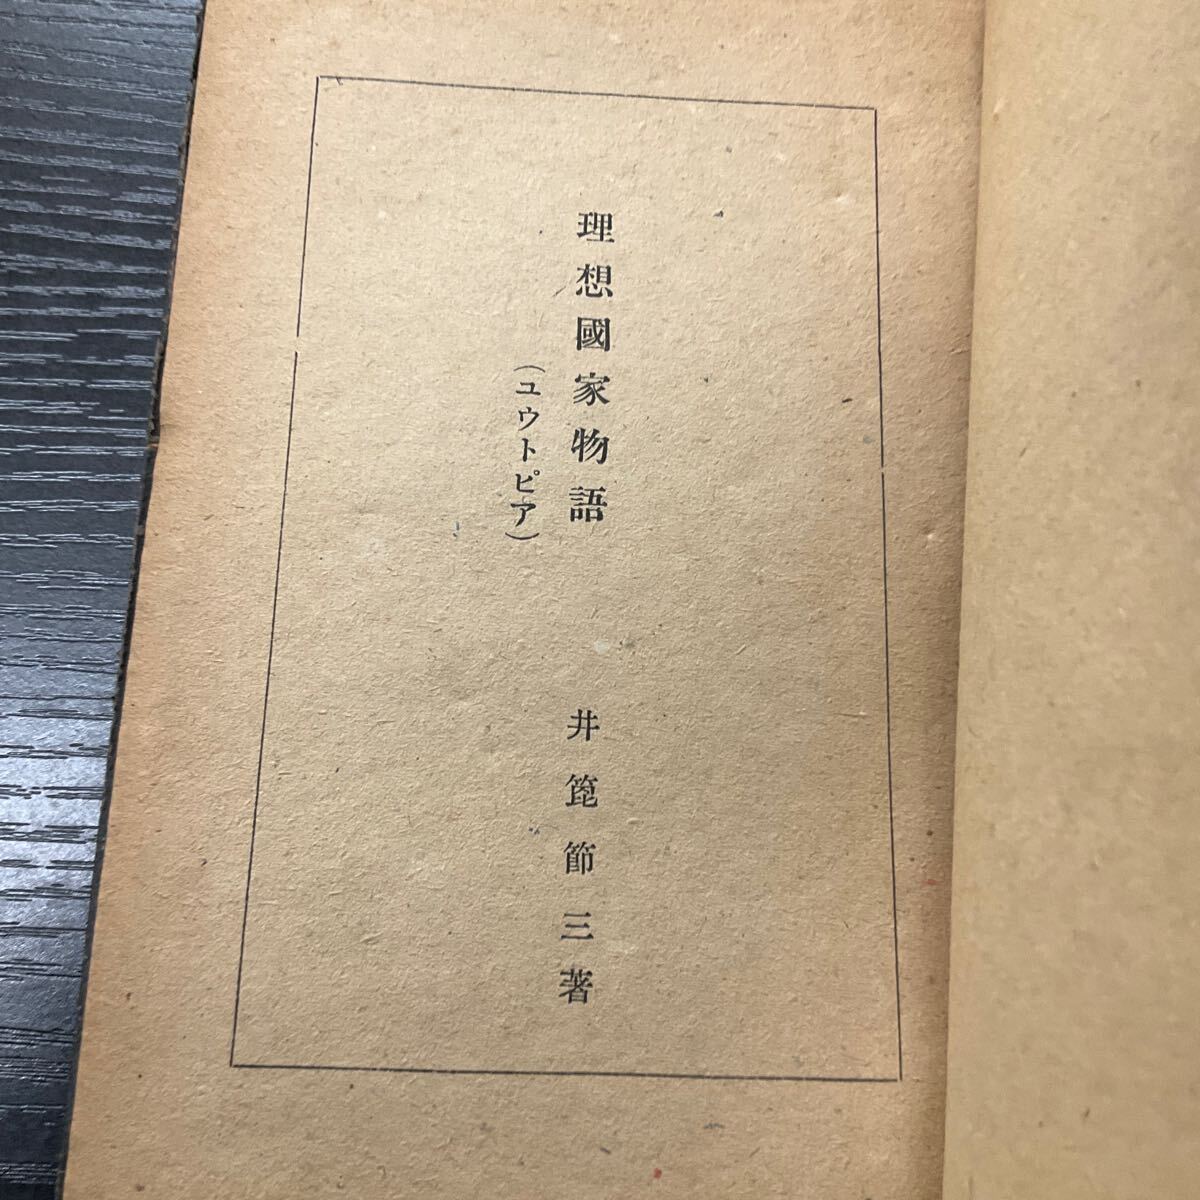 理想國家物語
（ユウトピア）
井箆節三著